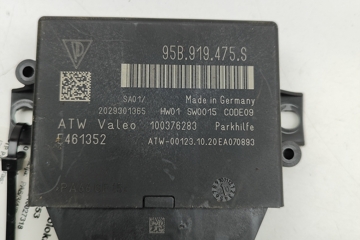 95B.919.475.S
SA01/ Made in Germany
2029301365 HW01 SW0015 CODE09
ATW Valeo 100376283 Parkhilfe
E461352 ATW-00123.10.20EA070893